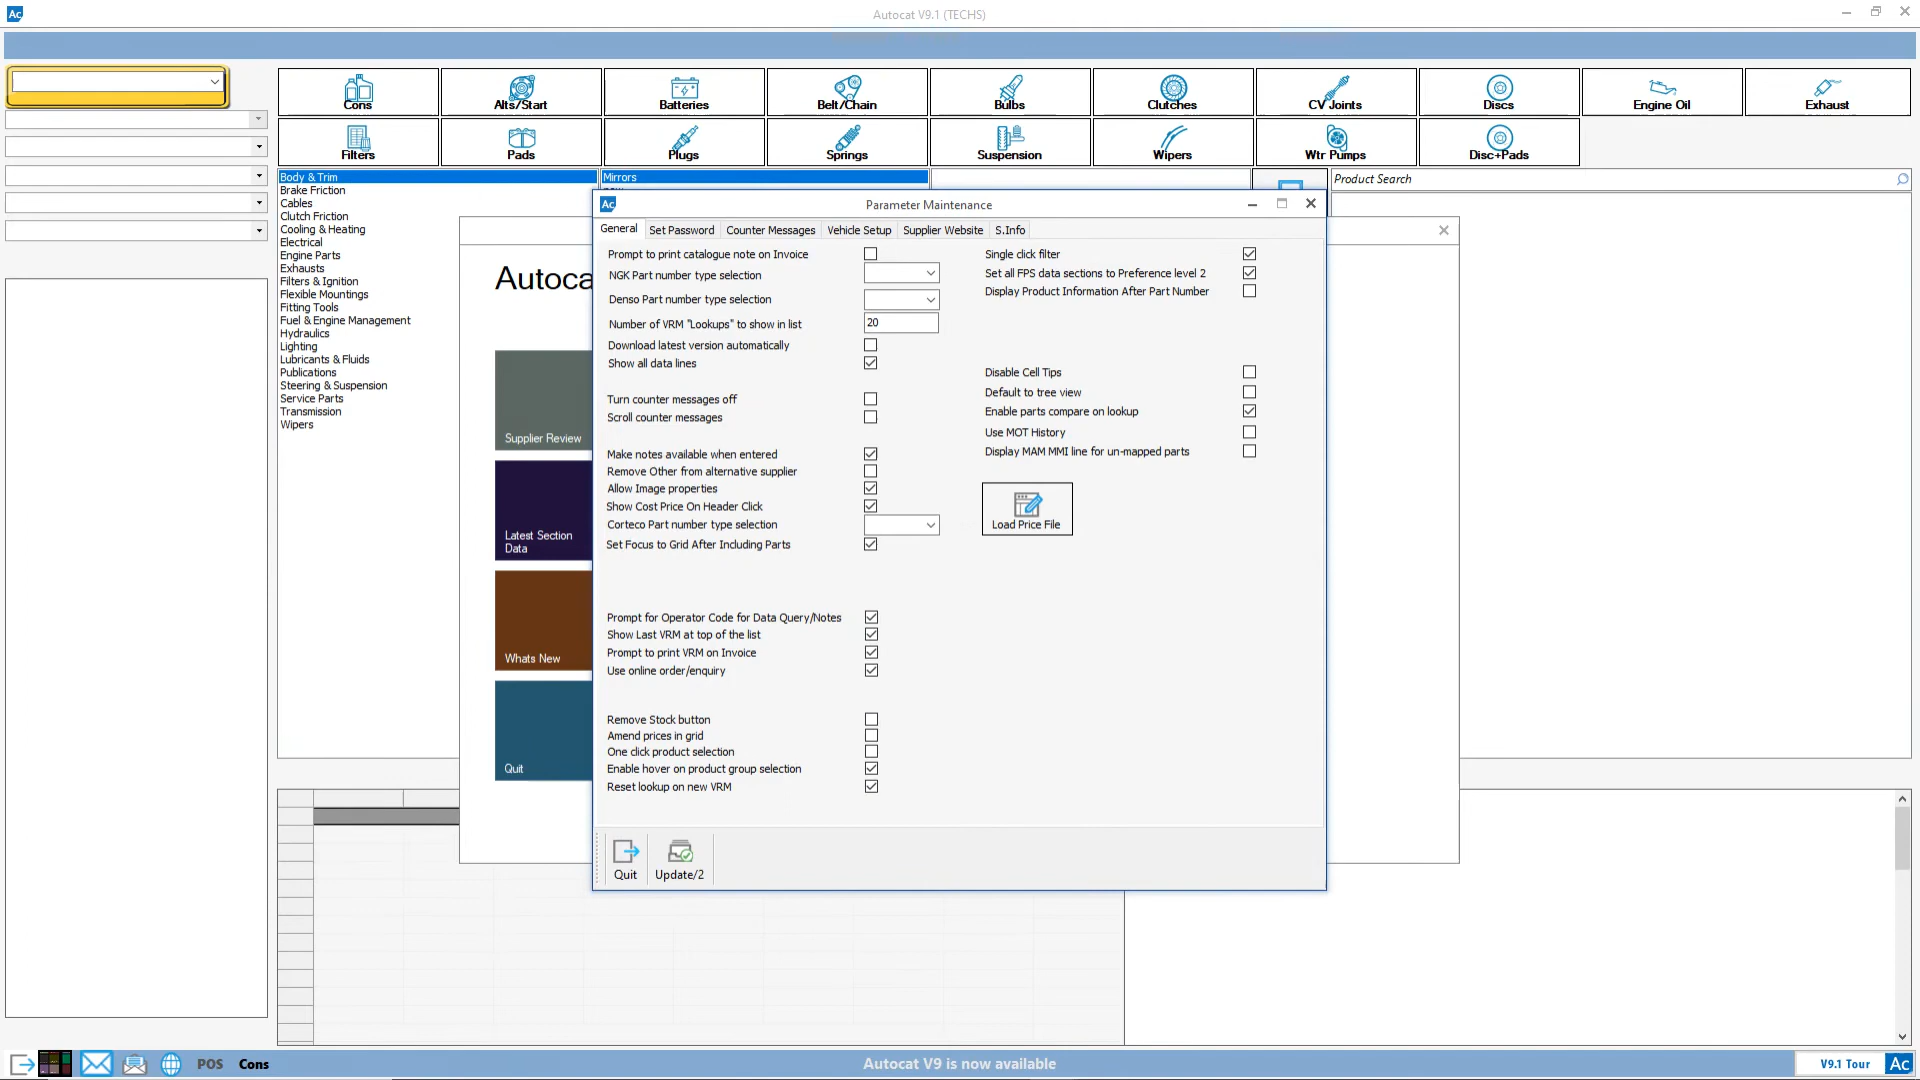 Ac
Autocat V9.1 (TECHS)
Cons
Alts/Start
Batteries
Belt/Chain
Bulbs
Clutches
CV Joints
Discs
Engine Oil
Exhaust
Filters
Pads
Plugs
Springs
Suspension
Wipers
Wtr Pumps
Disc+Pads
Body & Trim
Brake Friction
Cables
Clutch Friction
Cooling & Heating
Electrical
Engine Parts
Exhausts
Filters & Ignition
Flexible Mountings
Fitting Tools
Fuel & Engine Management
Hydraulics
Lighting
Lubricants & Fluids
Publications
Steering & Suspension
Service Parts
Transmission
Wipers
Mirrors
Product Search
Autoca
Supplier Review
Latest Section
Data
Whats New
Quit
Ac
Parameter Maintenance
General
Set Password
Counter Messages
Vehicle Setup
Supplier Website
S.Info
Prompt to print catalogue note on Invoice
NGK Part number type selection
Denso Part number type selection
Number of VRM "Lookups" to show in list
20
Download latest version automatically
Show all data lines
Turn counter messages off
Scroll counter messages
Make notes available when entered
Remove Other from alternative supplier
Allow Image properties
Show Cost Price On Header Click
Corteco Part number type selection
Set Focus to Grid After Including Parts
Prompt for Operator Code for Data Query/Notes
Show Last VRM at top of the list
Prompt to print VRM on Invoice
Use online order/enquiry
Remove Stock button
Amend prices in grid
One click product selection
Enable hover on product group selection
Reset lookup on new VRM
Single click filter
Set all FPS data sections to Preference level 2
Display Product Information After Part Number
Disable Cell Tips
Default to tree view
Enable parts compare on lookup
Use MOT History
Display MAM MMI line for un-mapped parts
Load Price File
Quit
Update/2
POS
Cons
Autocat V9 is now available
V9.1 Tour
Ac